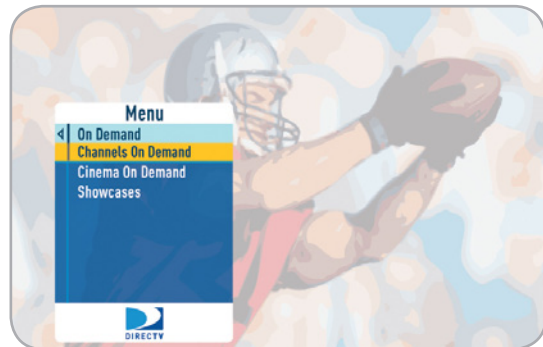 Menu
On Demand
Channels On Demand
Cinema On Demand
Showcases
DIRECTV